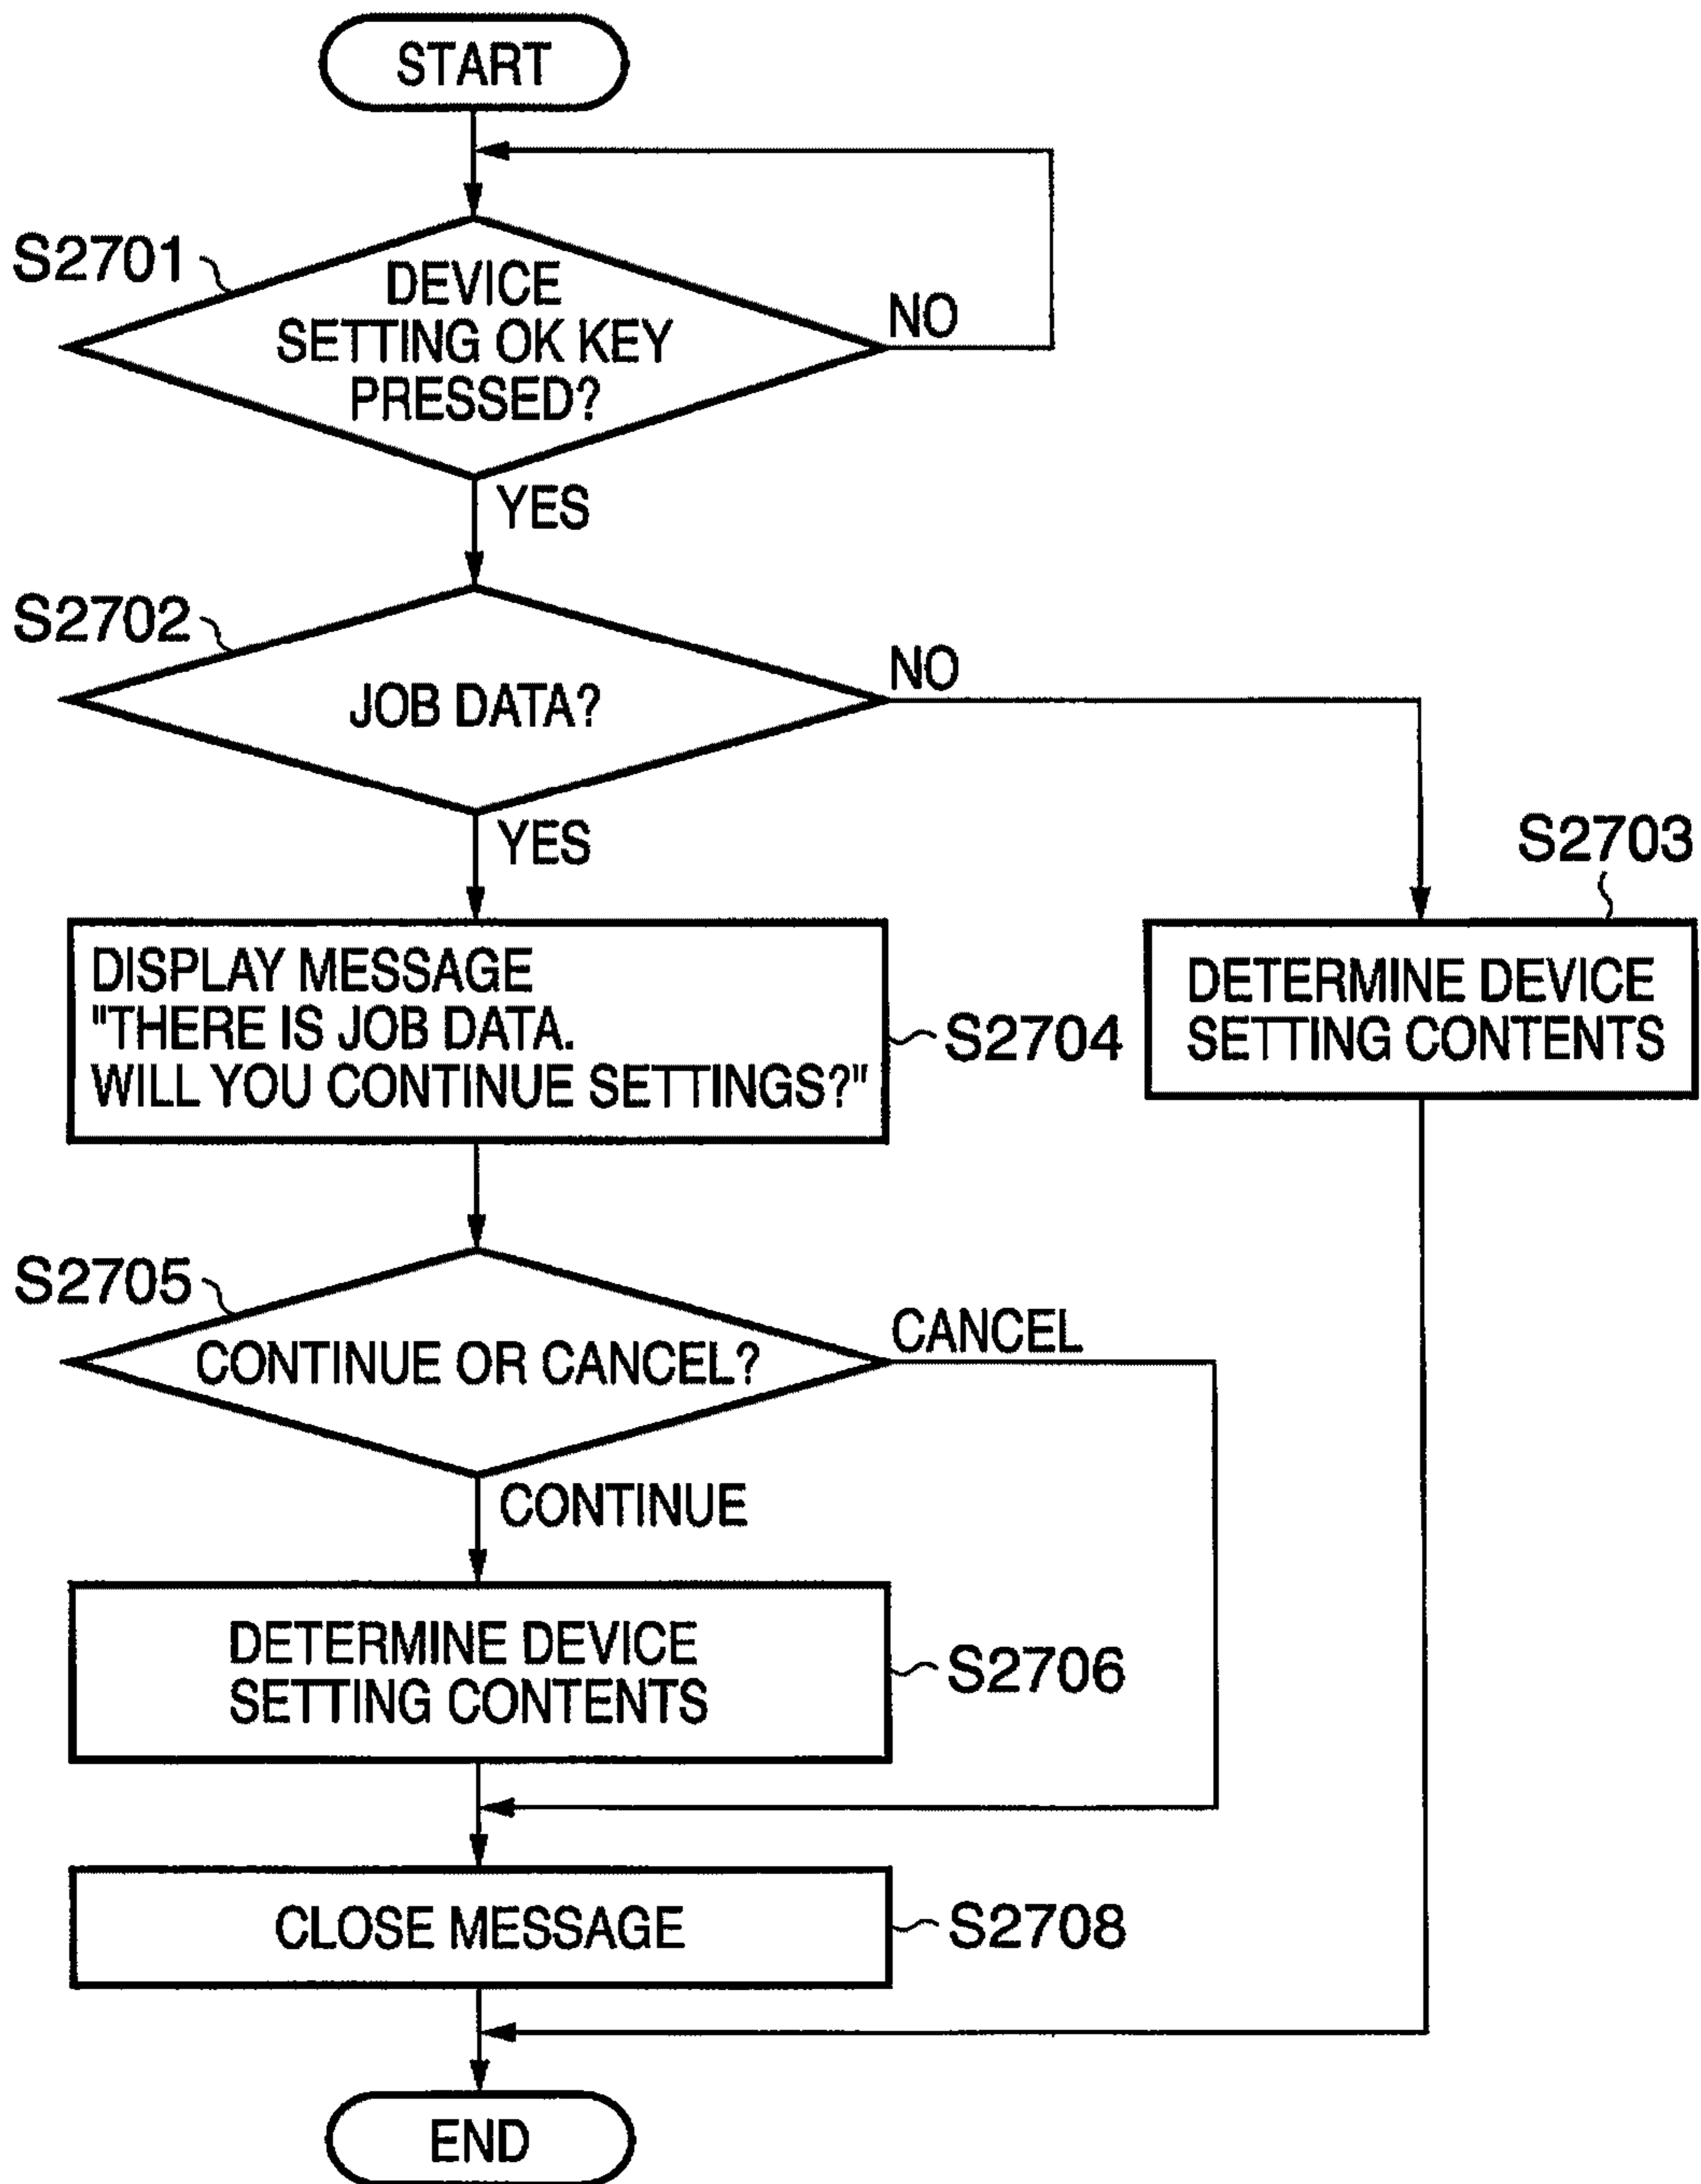 START
S2701
DEVICE
SETTING OK KEY
PRESSED?
NO
YES
S2702
JOB DATA?
NO
YES
S2703
DETERMINE DEVICE
SETTING CONTENTS
DISPLAY MESSAGE
"THERE IS JOB DATA.
WILL YOU CONTINUE SETTINGS?"
S2704
S2705
CONTINUE OR CANCEL?
CANCEL
CONTINUE
DETERMINE DEVICE
SETTING CONTENTS
S2706
CLOSE MESSAGE
S2708
END